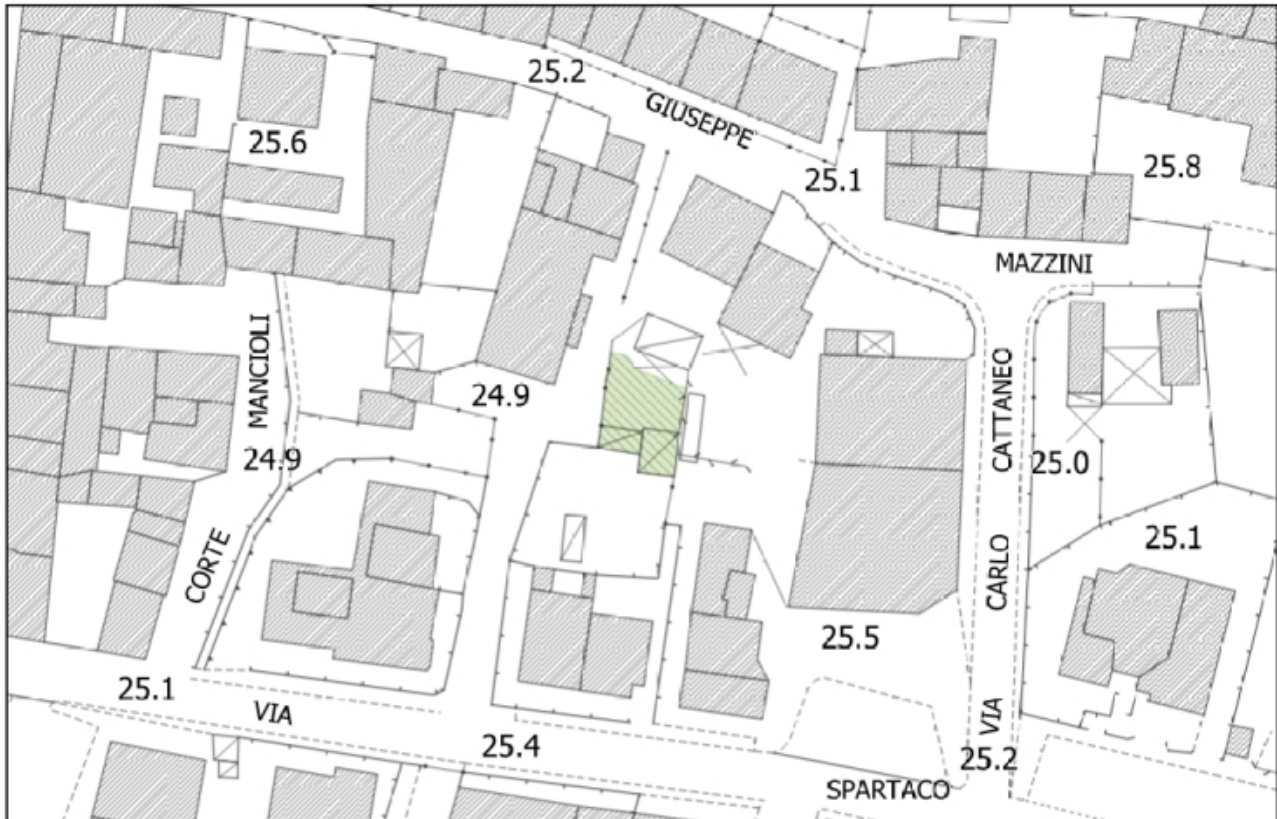 25.2
GIUSEPPE
25.6
25.1
25.8
MAZZINI
MANCIOLI
24.9
CATTANEO
24.9
25.0
25.1
CORTE
CARLO
25.5
25.1
VIA
VIA
25.4
25.2
SPARTACO